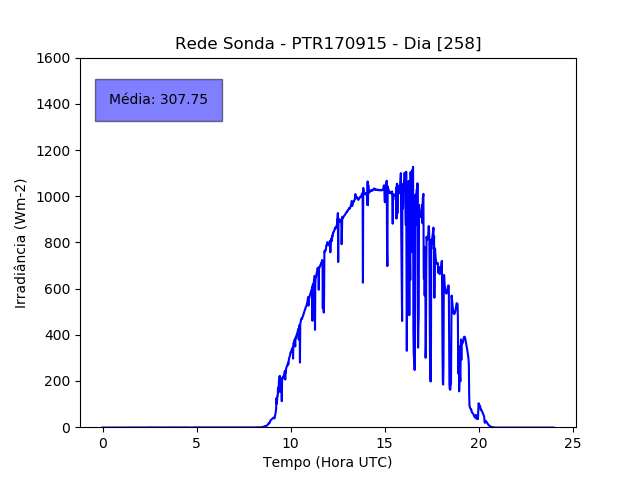 Rede Sonda - PTR170915 - Dia [258]
1600
1400
1200
1000
800
600
400
200
0
Média: 307.75
Irradiância (Wm-2)
0 5 10 15 20 25
Tempo (Hora UTC)